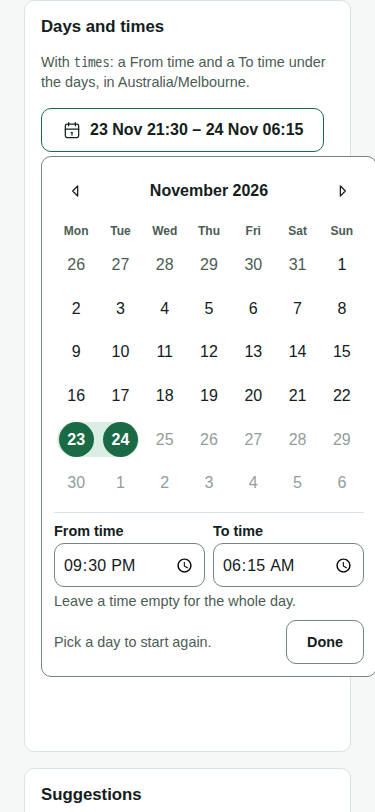 Days and times
With times: a From time and a To time under
the days, in Australia/Melbourne.
23 Nov 21:30 – 24 Nov 06:15
November 2026
Mon Tue Wed Thu Fri Sat Sun
26 27 28 29 30 31 1
2 3 4 5 6 7 8
9 10 11 12 13 14 15
16 17 18 19 20 21 22
23 24 25 26 27 28 29
30 1 2 3 4 5 6
From time To time
09:30 PM 06:15 AM
Leave a time empty for the whole day.
Pick a day to start again. Done
Suggestions